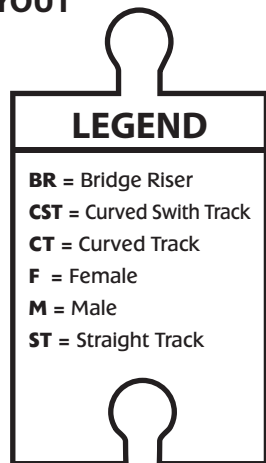 YOUT
LEGEND
BR = Bridge Riser
CST = Curved Swith Track
CT = Curved Track
F = Female
M = Male
ST = Straight Track